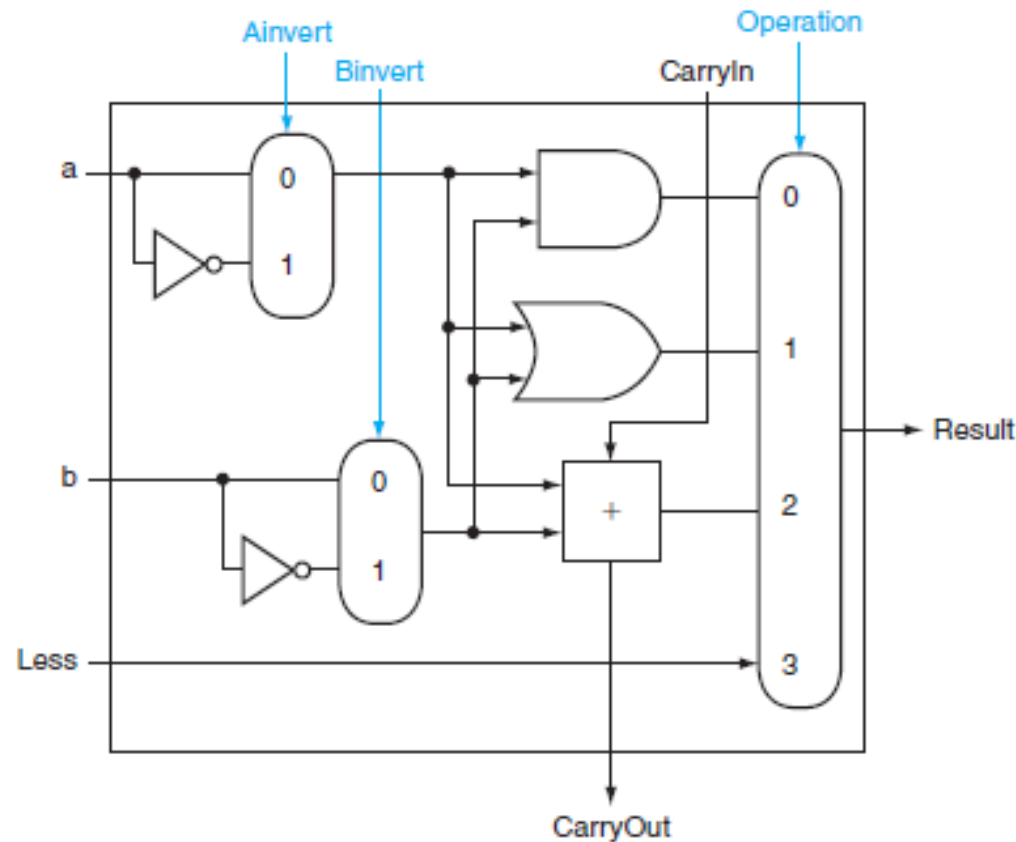 Operation
Ainvert
Binvert
CarryIn
a
0
0
1
1
b
0
2
+
1
Result
Less
3
CarryOut